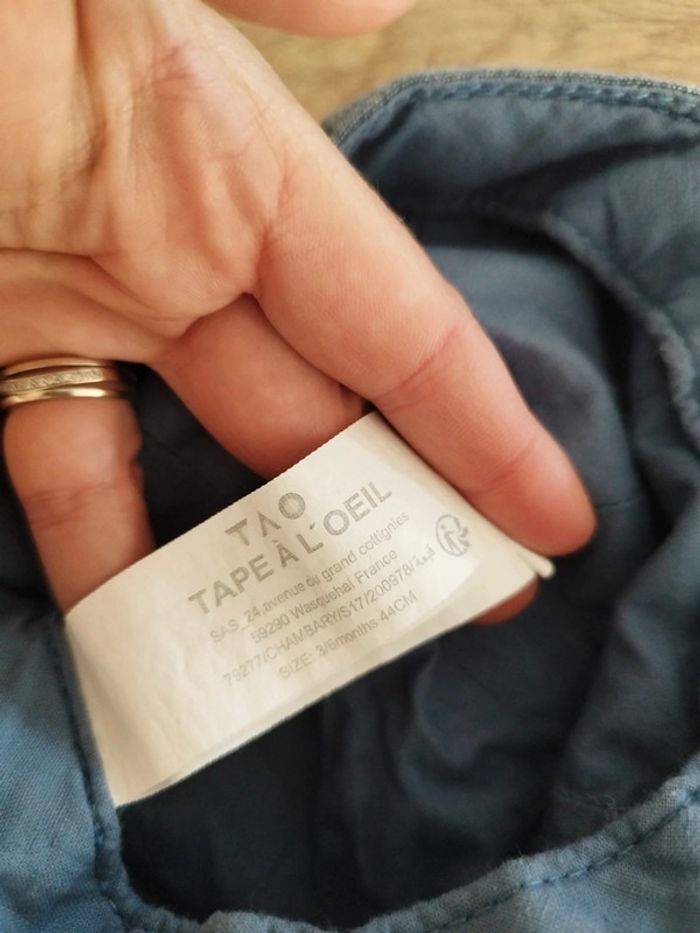 TAO
TAPE À L'OEIL
SAS. 24 avenue du grand cottignies
59290 Wasquehal France
79277/CHAMBARY/S17/200978/قبعة
SIZE: 3/6months 44CM